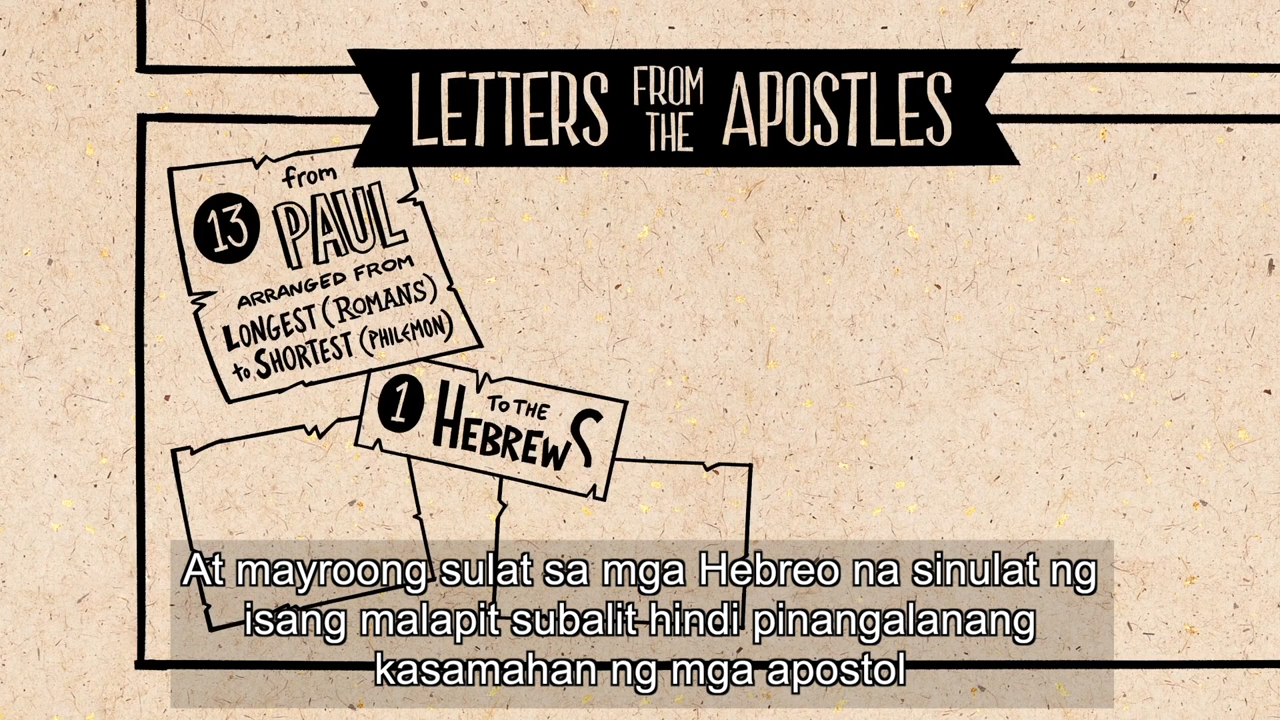 LETTERS FROM THE APOSTLES
13
from
PAUL
ARRANGED FROM
LONGEST (ROMANS)
to SHORTEST (PHILEMON)
1
TO THE
HEBREWS
At mayroong sulat sa mga Hebreo na sinulat ng
isang malapit subalit hindi pinangalanang
kasamahan ng mga apostol